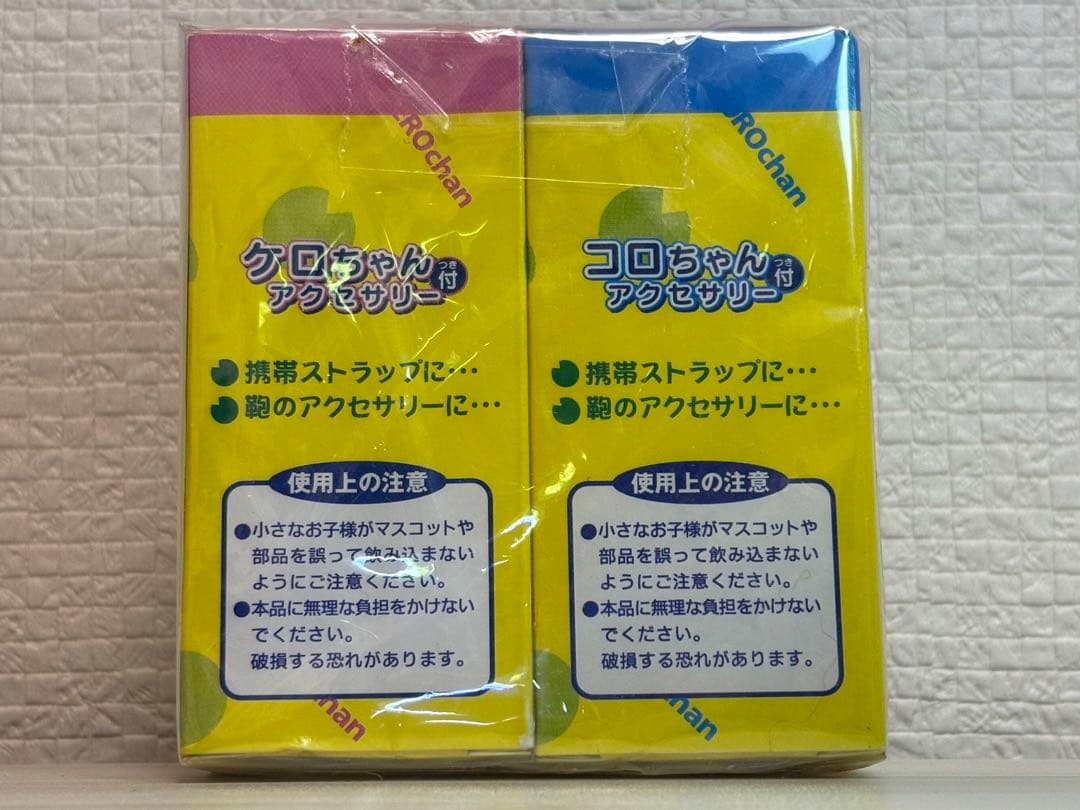 EROchan
ケロちゃん
アクセサリー付
つき
携帯ストラップに・・・
鞄のアクセサリーに・・・
使用上の注意
●小さなお子様がマスコットや
部品を誤って飲み込まない
ようにご注意ください。
●本品に無理な負担をかけない
でください。
破損する恐れがあります。
han
OROchan
コロちゃん
アクセサリー付
つき
携帯ストラップに・・・
鞄のアクセサリーに・・・
使用上の注意
●小さなお子様がマスコットや
部品を誤って飲み込まない
ようにご注意ください。
●本品に無理な負担をかけない
でください。
破損する恐れがあります。
chan